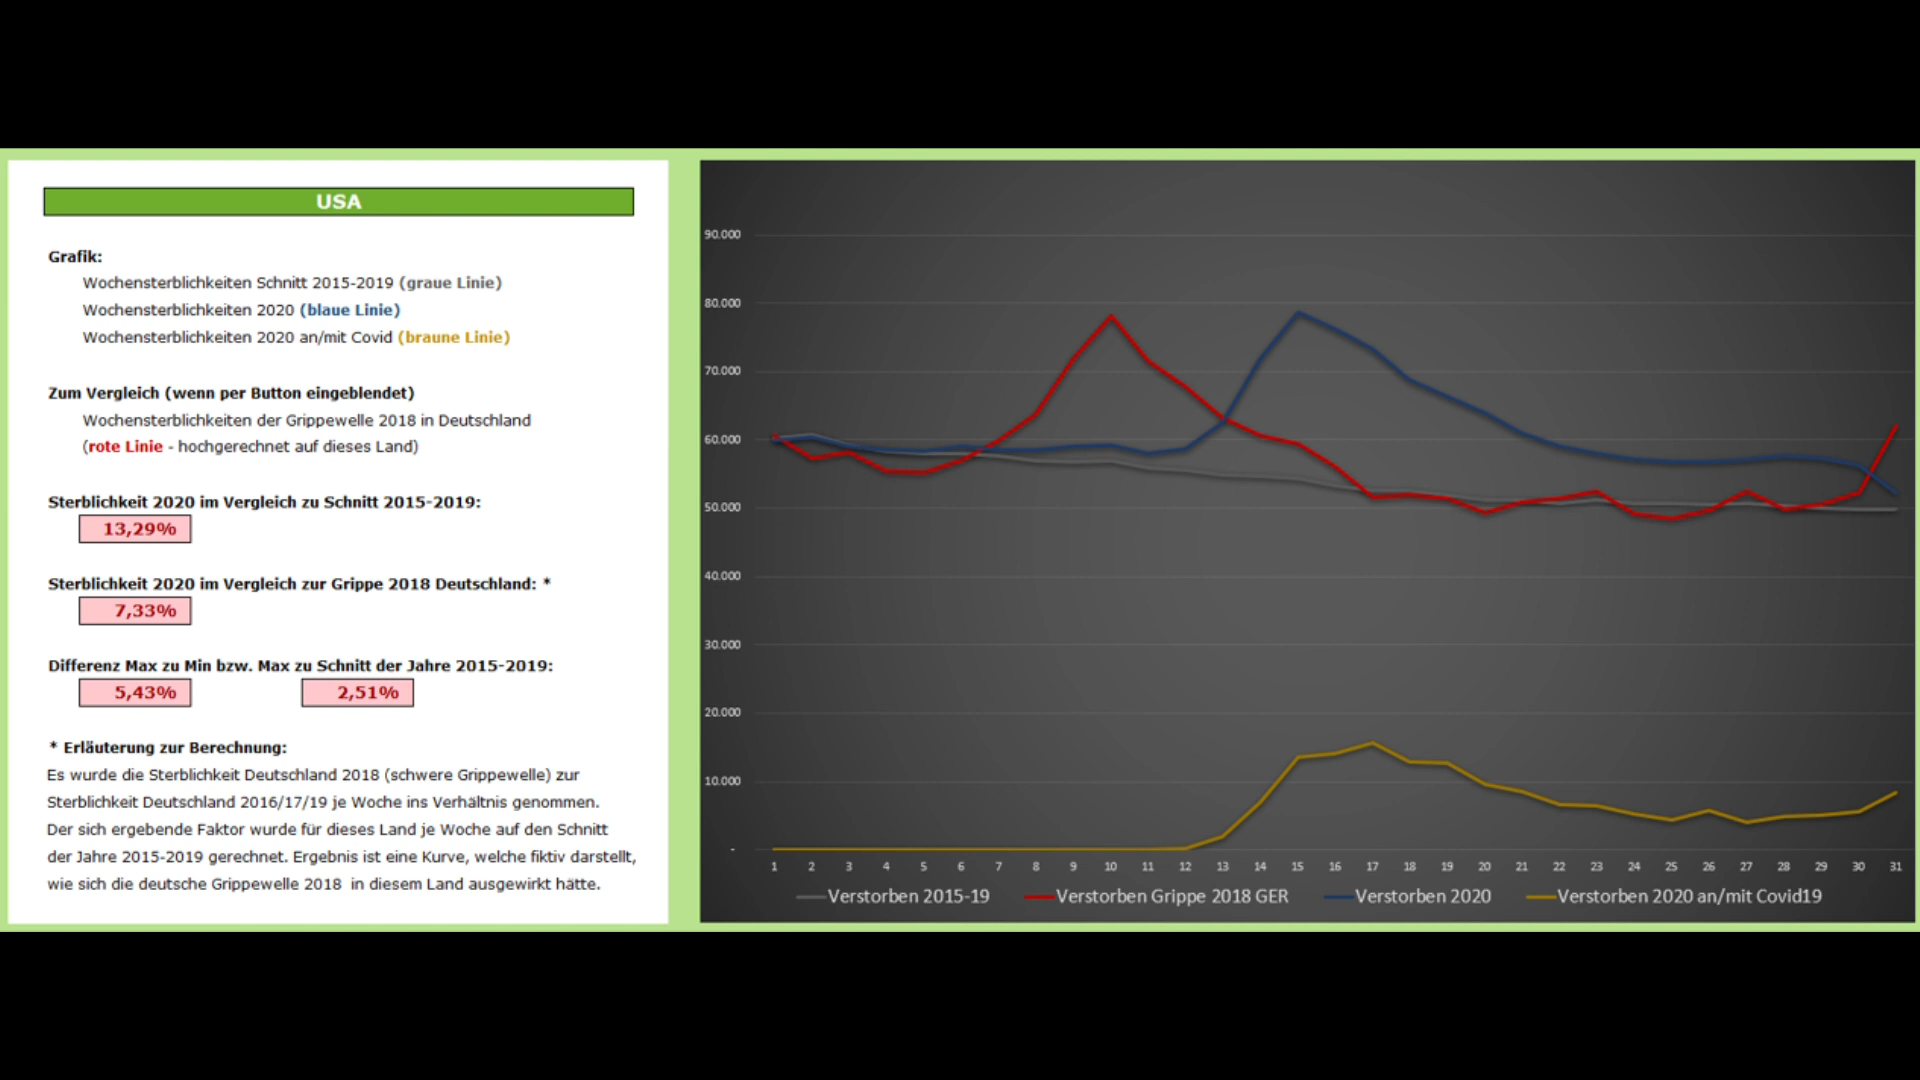 USA
Grafik:
Wochensterblichkeiten Schnitt 2015-2019 (graue Linie)
Wochensterblichkeiten 2020 (blaue Linie)
Wochensterblichkeiten 2020 an/mit Covid (braune Linie)
Zum Vergleich (wenn per Button eingeblendet)
Wochensterblichkeiten der Grippewelle 2018 in Deutschland
(rote Linie - hochgerechnet auf dieses Land)
Sterblichkeit 2020 im Vergleich zu Schnitt 2015-2019:
13,29%
Sterblichkeit 2020 im Vergleich zur Grippe 2018 Deutschland: *
7,33%
Differenz Max zu Min bzw. Max zu Schnitt der Jahre 2015-2019:
5,43% 2,51%
* Erläuterung zur Berechnung:
Es wurde die Sterblichkeit Deutschland 2018 (schwere Grippewelle) zur
Sterblichkeit Deutschland 2016/17/19 je Woche ins Verhältnis genommen.
Der sich ergebende Faktor wurde für dieses Land je Woche auf den Schnitt
der Jahre 2015-2019 gerechnet. Ergebnis ist eine Kurve, welche fiktiv darstellt,
wie sich die deutsche Grippewelle 2018 in diesem Land ausgewirkt hätte.
90.000
80.000
70.000
60.000
50.000
40.000
30.000
20.000
10.000
-
1 2 3 4 5 6 7 8 9 10 11 12 13 14 15 16 17 18 19 20 21 22 23 24 25 26 27 28 29 30 31
Verstorben 2015-19 Verstorben Grippe 2018 GER Verstorben 2020 Verstorben 2020 an/mit Covid19